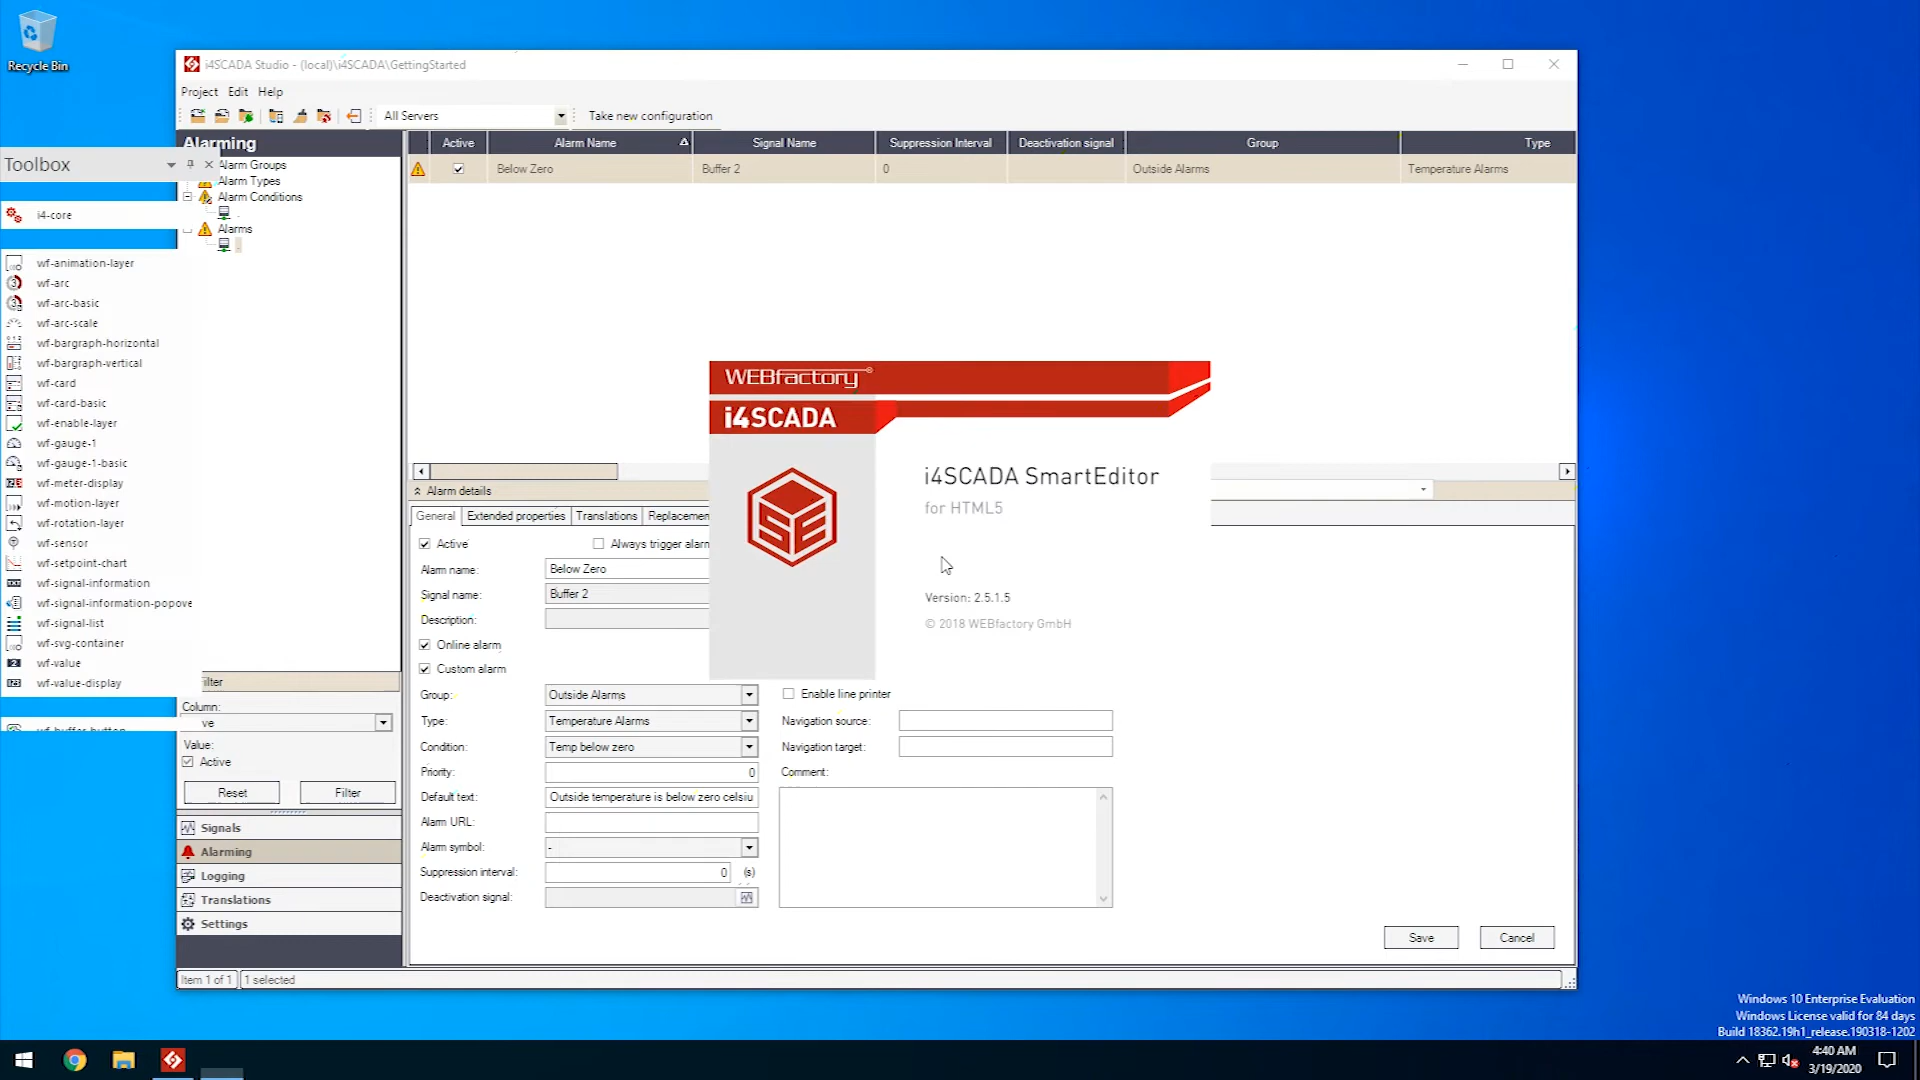 Recycle Bin
i4SCADA Studio - (local)\i4SCADA\GettingStarted
Project Edit Help
All Servers Take new configuration
Alarming
Alarm Groups
Alarm Types
Alarm Conditions
Alarms
Toolbox
i4-core
wf-animation-layer
wf-arc
wf-arc-basic
wf-arc-scale
wf-bargraph-horizontal
wf-bargraph-vertical
wf-card
wf-card-basic
wf-enable-layer
wf-gauge-1
wf-gauge-1-basic
wf-meter-display
wf-motion-layer
wf-rotation-layer
wf-sensor
wf-setpoint-chart
wf-signal-information
wf-signal-information-popove
wf-signal-list
wf-svg-container
wf-value
wf-value-display
wf-buffer-button
ilter
Column:
ve
Value:
Active
Reset Filter
Signals
Alarming
Logging
Translations
Settings
Item 1 of 1 1 selected
Active Alarm Name Signal Name Suppression Interval Deactivation signal Group Type
Below Zero Buffer 2 0 Outside Alarms Temperature Alarms
Alarm details
General Extended properties Translations Replacemen
Active Always trigger alarm
Alarm name: Below Zero
Signal name: Buffer 2
Description:
Online alarm
Custom alarm
Group: Outside Alarms
Type: Temperature Alarms
Condition: Temp below zero
Priority: 0
Default text: Outside temperature is below zero celsiu
Alarm URL:
Alarm symbol: -
Suppression interval: 0 (s)
Deactivation signal:
Enable line printer
Navigation source:
Navigation target:
Comment:
Save Cancel
WEBfactory®
i4SCADA
SE
i4SCADA SmartEditor
for HTML5
Version: 2.5.1.5
© 2018 WEBfactory GmbH
Windows 10 Enterprise Evaluation
Windows License valid for 84 days
Build 18362.19h1_release.190318-1202
4:40 AM
3/19/2020